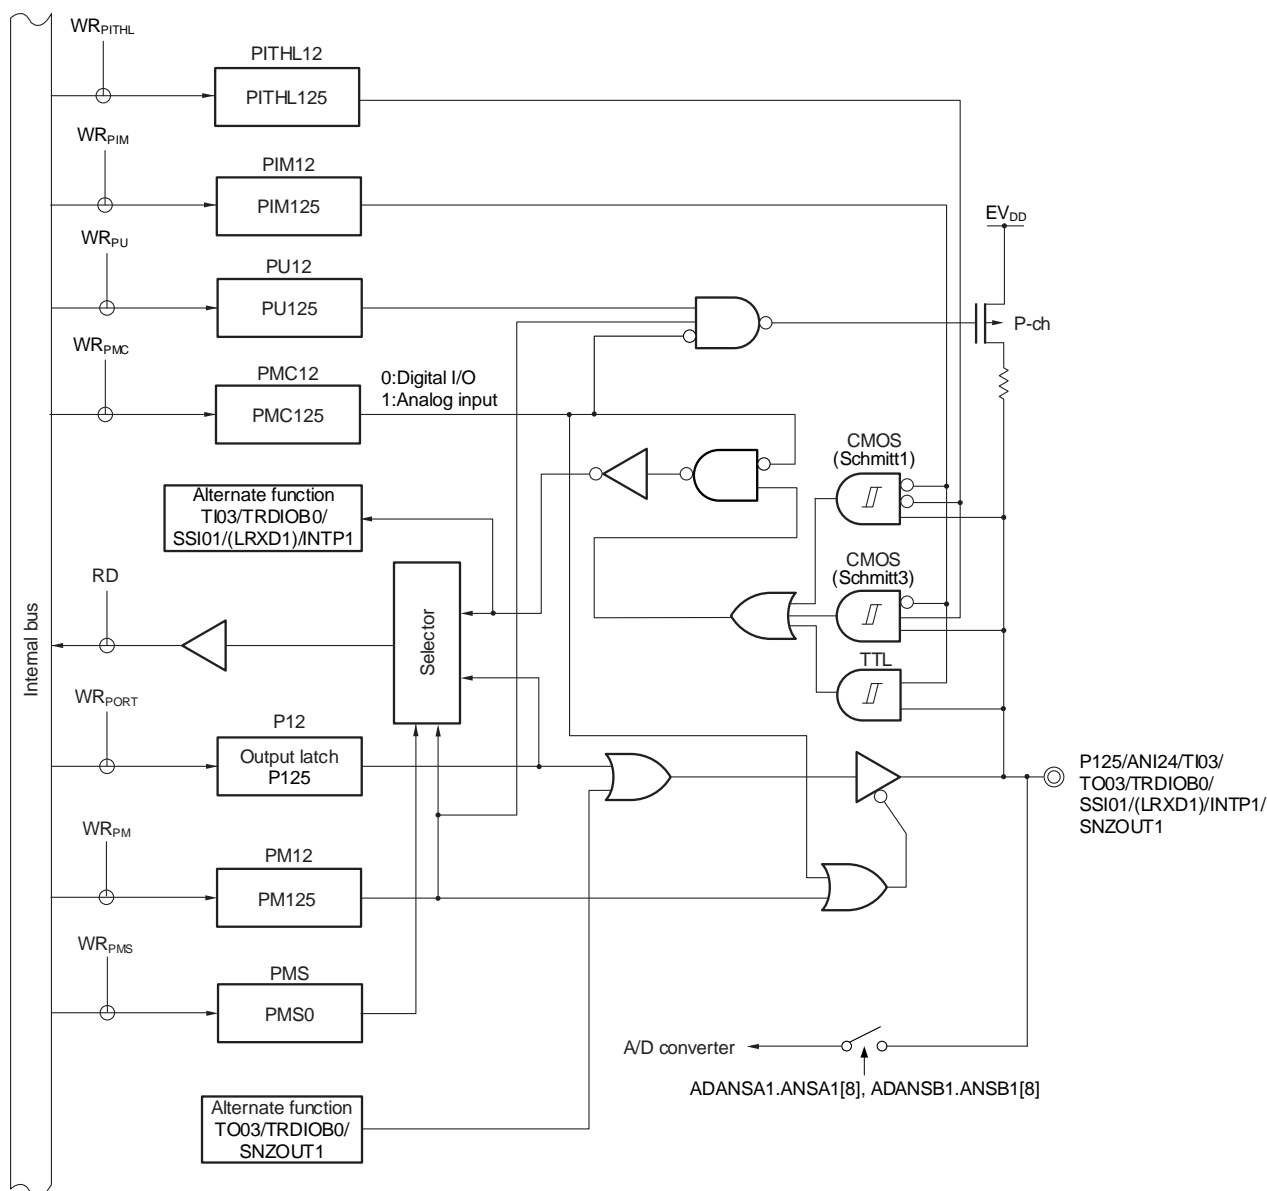 WRPITHL
PITHL12
PITHL125
WRPIM
PIM12
PIM125
WRPU
PU12
PU125
EVDD
P-ch
WRPMC
PMC12
PMC125
0:Digital I/O
1:Analog input
CMOS
(Schmitt1)
Alternate function
TI03/TRDIOB0/
SSI01/(LRXD1)/INTP1
CMOS
(Schmitt3)
RD
Selector
Internal bus
TTL
WRPORT
P12
Output latch
P125
P125/ANI24/TI03/
TO03/TRDIOB0/
SSI01/(LRXD1)/INTP1/
SNZOUT1
WRPM
PM12
PM125
WRPMS
PMS
PMS0
A/D converter
ADANSA1.ANSA1[8], ADANSB1.ANSB1[8]
Alternate function
TO03/TRDIOB0/
SNZOUT1